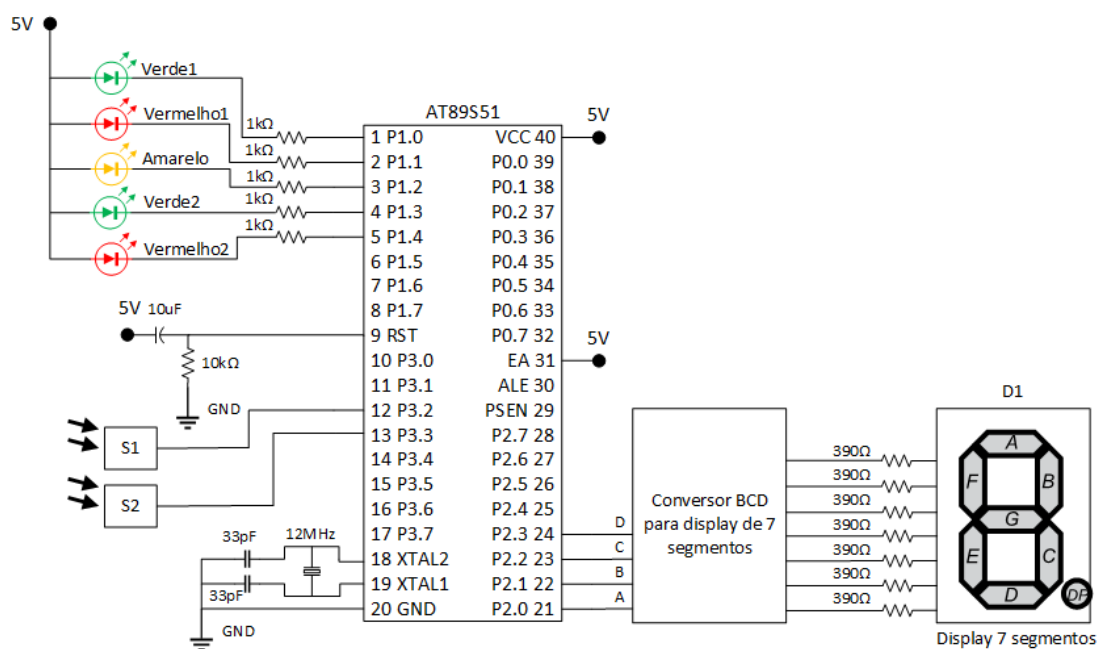 5V
Verde1
Vermelho1
Amarelo
Verde2
Vermelho2
1kΩ
1kΩ
1kΩ
1kΩ
1kΩ
AT89S51
1 P1.0
2 P1.1
3 P1.2
4 P1.3
5 P1.4
6 P1.5
7 P1.6
8 P1.7
9 RST
10 P3.0
11 P3.1
12 P3.2
13 P3.3
14 P3.4
15 P3.5
16 P3.6
17 P3.7
18 XTAL2
19 XTAL1
20 GND
VCC 40
P0.0 39
P0.1 38
P0.2 37
P0.3 36
P0.4 35
P0.5 34
P0.6 33
P0.7 32
EA 31
ALE 30
PSEN 29
P2.7 28
P2.6 27
P2.5 26
P2.4 25
P2.3 24
P2.2 23
P2.1 22
P2.0 21
5V
5V
5V 10uF
10kΩ
GND
S1
S2
33pF
12MHz
33pF
GND
D
C
B
A
Conversor BCD
para display de 7
segmentos
390Ω
390Ω
390Ω
390Ω
390Ω
390Ω
390Ω
D1
A
F
B
G
E
C
D
DP
Display 7 segmentos